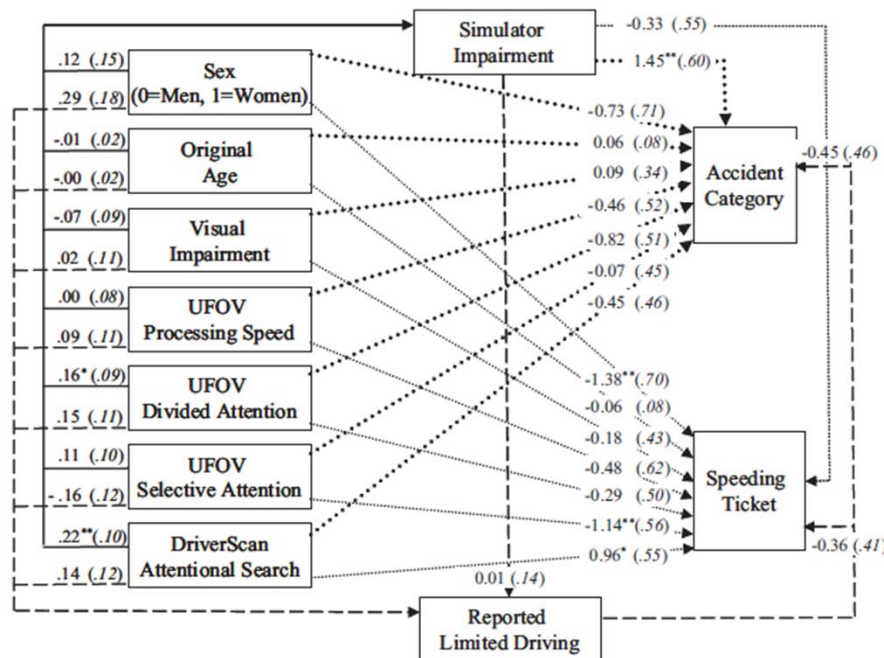 Simulator
Impairment
-0.33 (.55)
1.45** (.60)
.12 (.15)
.29 (.18)
Sex
(0=Men, 1=Women)
-.01 (.02)
-.00 (.02)
Original
Age
-.07 (.09)
.02 (.11)
Visual
Impairment
.00 (.08)
.09 (.11)
UFOV
Processing Speed
.16* (.09)
.15 (.11)
UFOV
Divided Attention
.11 (.10)
-.16 (.12)
UFOV
Selective Attention
.22** (.10)
.14 (.12)
DriverScan
Attentional Search
-0.73 (.71)
0.06 (.08)
0.09 (.34)
-0.46 (.52)
-0.82 (.51)
-0.07 (.45)
-0.45 (.46)
Accident
Category
-0.45 (.46)
-1.38** (.70)
-0.06 (.08)
-0.18 (.43)
-0.48 (.62)
-0.29 (.50)
-1.14** (.56)
0.96* (.55)
Speeding
Ticket
-0.36 (.41)
0.01 (.14)
Reported
Limited Driving